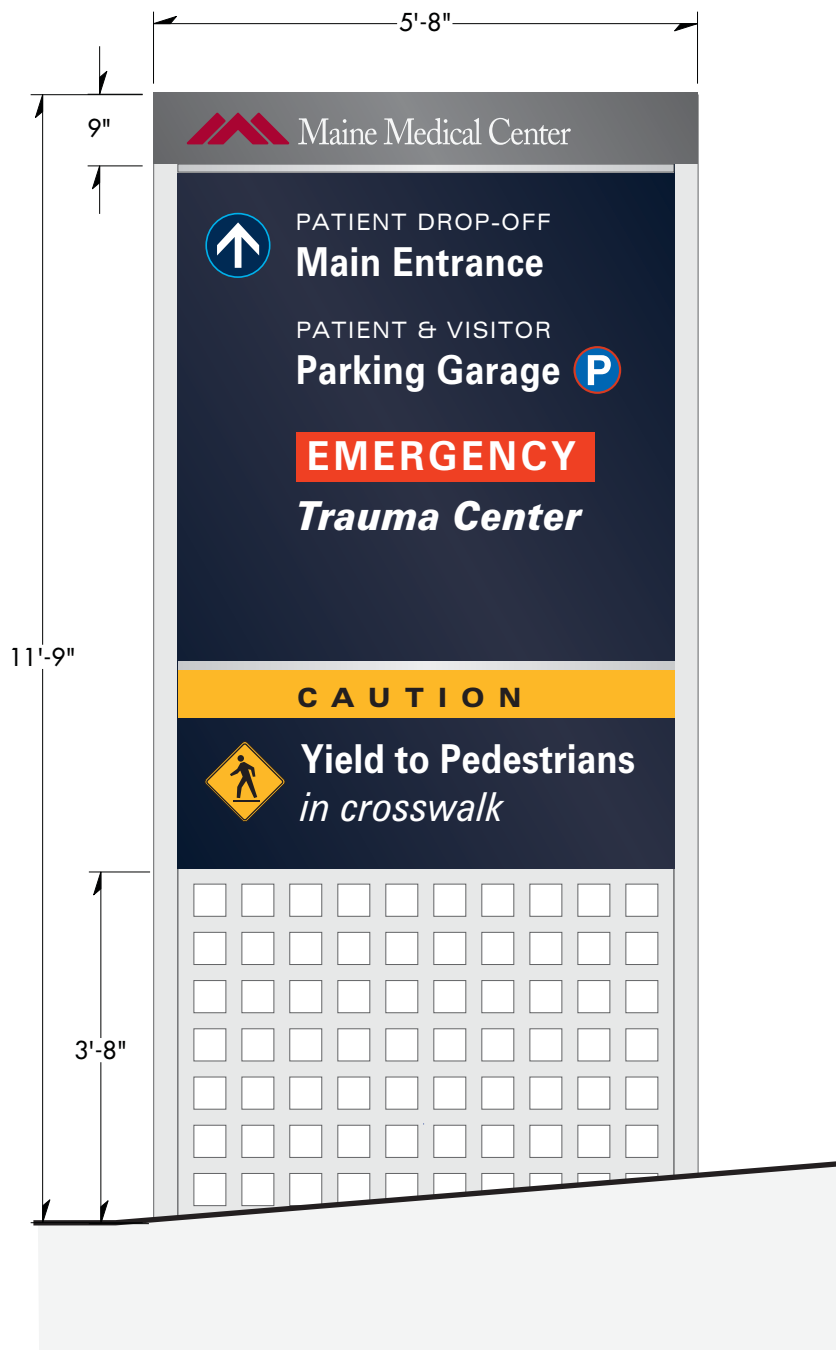 5'-8"
9"
Maine Medical Center
PATIENT DROP-OFF
Main Entrance
PATIENT & VISITOR
Parking Garage P
EMERGENCY
Trauma Center
11'-9"
CAUTION
Yield to Pedestrians
in crosswalk
3'-8"